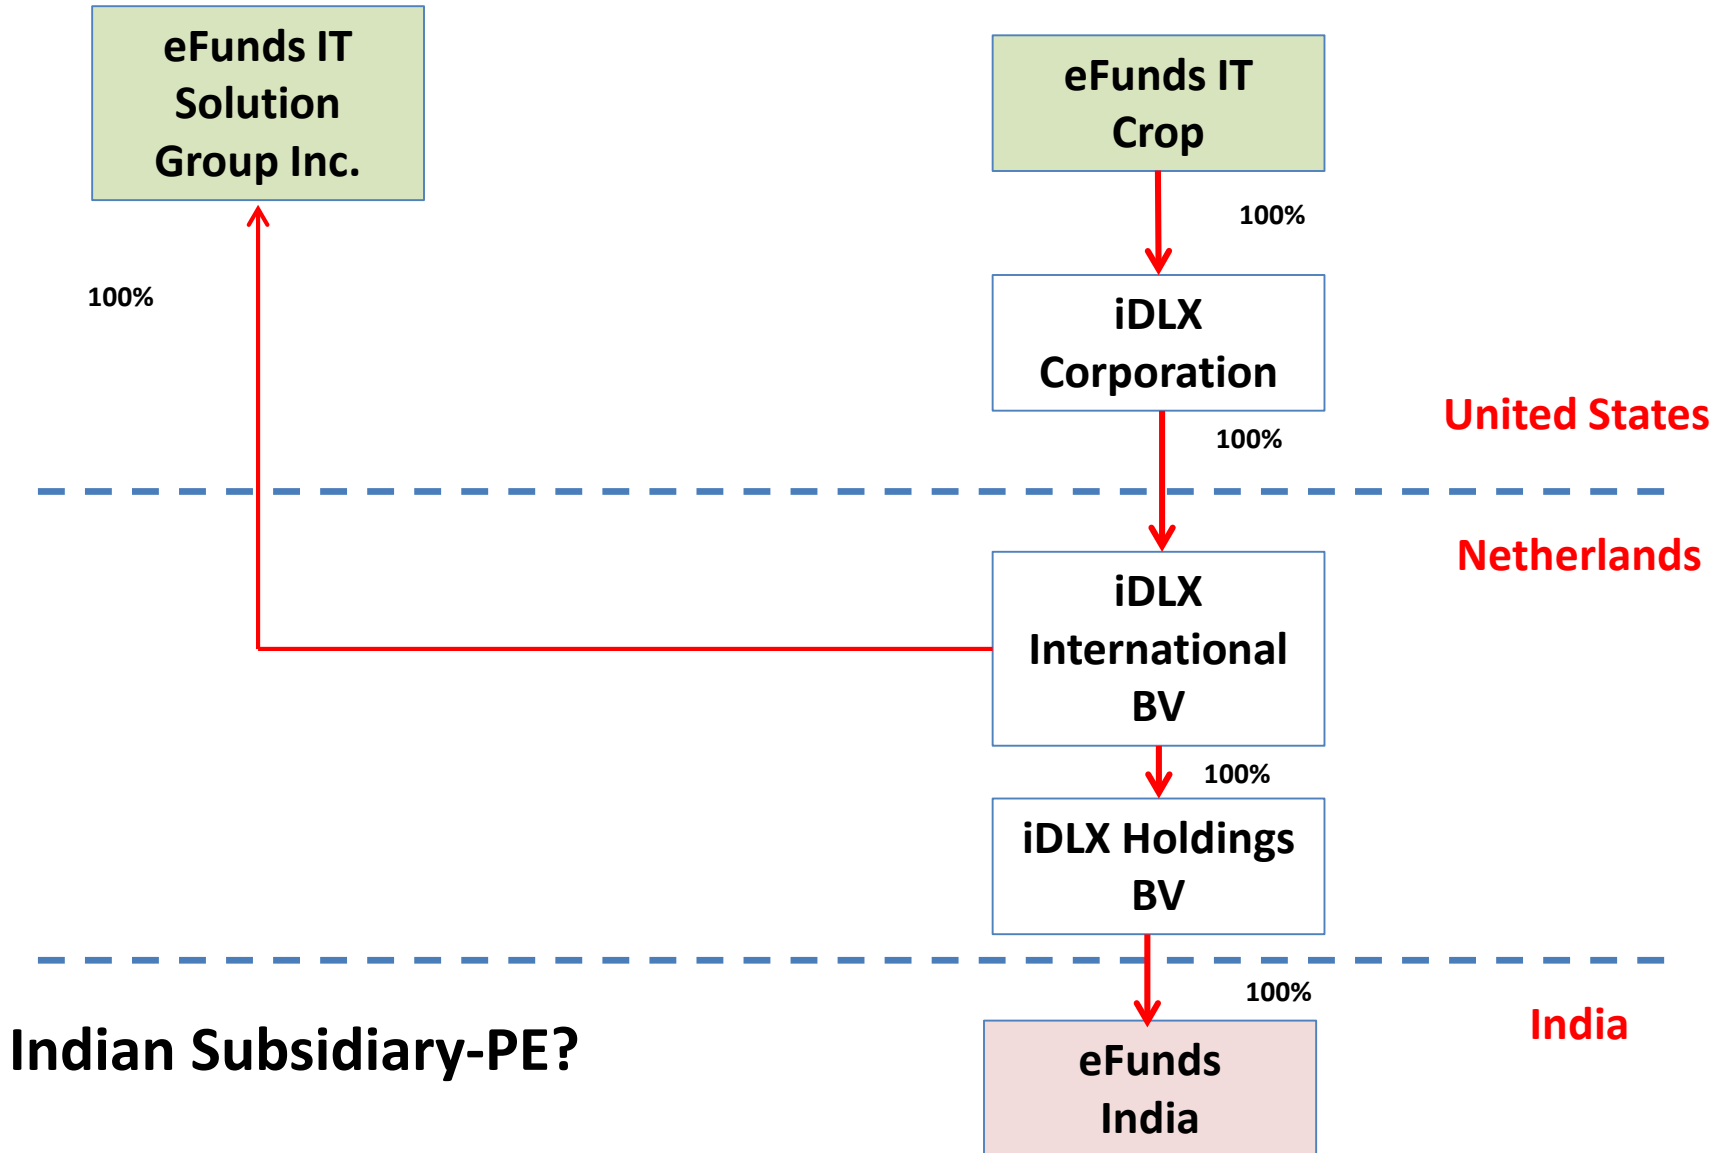 eFunds IT
Solution
Group Inc.
eFunds IT
Crop
100%
100%
iDLX
Corporation
United States
100%
Netherlands
iDLX
International
BV
100%
iDLX Holdings
BV
100%
India
Indian Subsidiary-PE?
eFunds
India